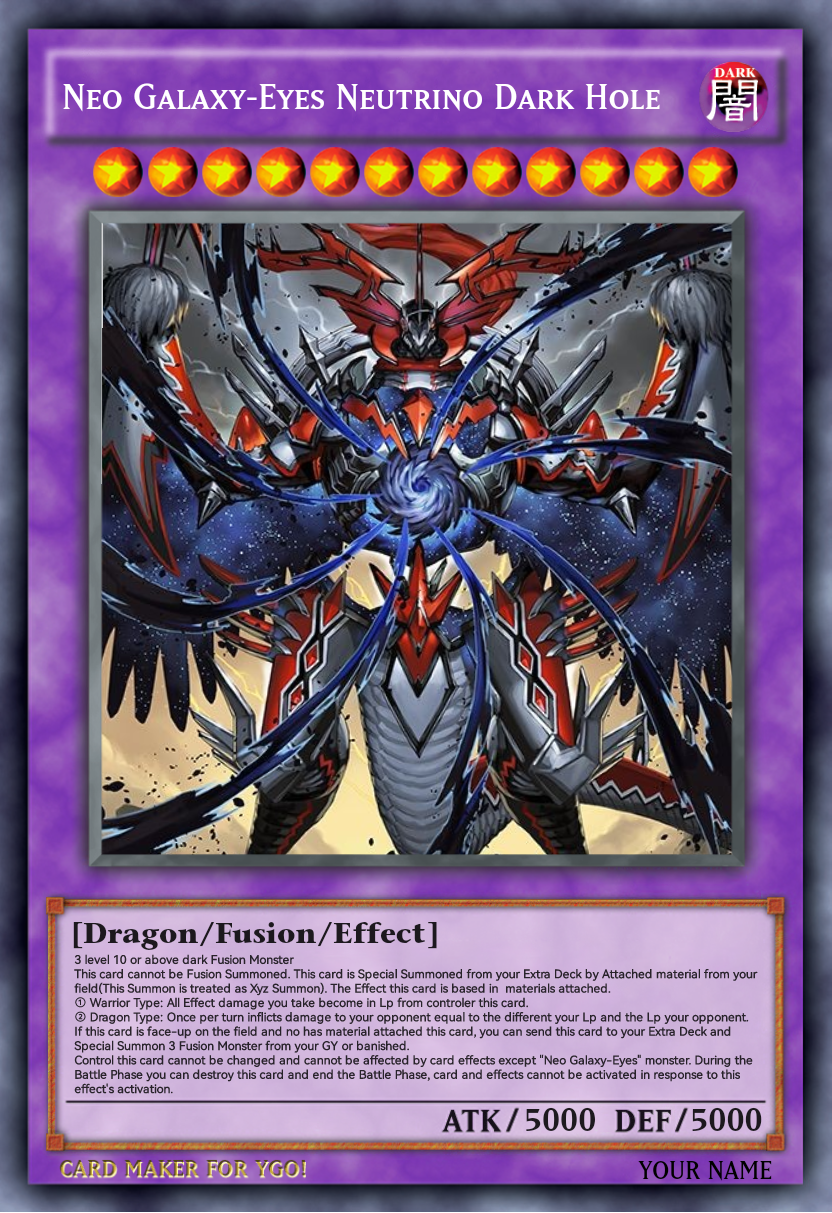 Neo Galaxy-Eyes Neutrino Dark Hole
DARK
闇
[Dragon/Fusion/Effect]
3 level 10 or above dark Fusion Monster
This card cannot be Fusion Summoned. This card is Special Summoned from your Extra Deck by Attached material from your
field(This Summon is treated as Xyz Summon). The Effect this card is based in  materials attached.
① Warrior Type: All Effect damage you take become in Lp from controler this card.
② Dragon Type: Once per turn inflicts damage to your opponent equal to the different your Lp and the Lp your opponent.
If this card is face-up on the field and no has material attached this card, you can send this card to your Extra Deck and
Special Summon 3 Fusion Monster from your GY or banished.
Control this card cannot be changed and cannot be affected by card effects except "Neo Galaxy-Eyes" monster. During the
Battle Phase you can destroy this card and end the Battle Phase, card and effects cannot be activated in response to this
effect's activation.
ATK/5000 DEF/5000
CARD MAKER FOR YGO! YOUR NAME